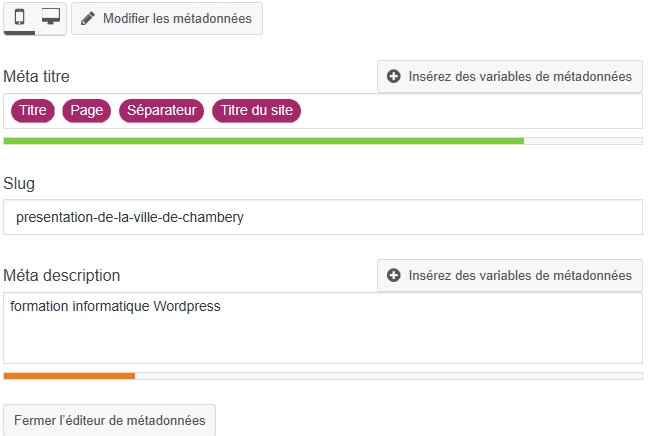 Modifier les métadonnées
Méta titre
Insérez des variables de métadonnées
Titre Page Séparateur Titre du site
Slug
presentation-de-la-ville-de-chambery
Méta description
Insérez des variables de métadonnées
formation informatique Wordpress
Fermer l’éditeur de métadonnées